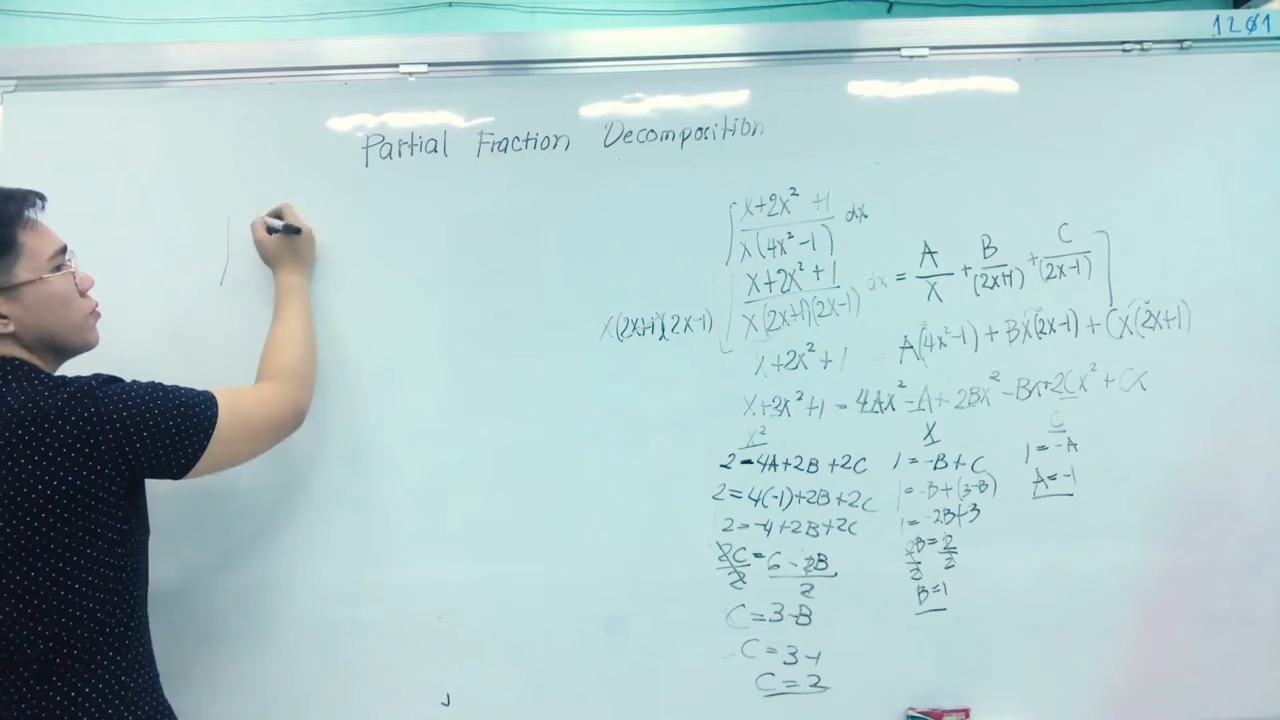 1201
Partial Fraction Decomposition
∫ x+2x² +1 / x(4x²-1) dx
x(2x+1)(2x-1) [ x+2x²+1 / x(2x+1)(2x-1) dx = A/x + B/(2x+1) + C/(2x-1) ]
x+2x²+1 A(4x²-1) + Bx(2x-1) + Cx(2x+1)
x+2x²+1 = 4Ax²-A+2Bx²-Bx+2Cx²+Cx
x² x C
2=4A+2B+2C 1=-B+C 1=-A
2=4(-1)+2B+2C 1=-B+(3-B) A=-1
2=-4+2B+2C 1=-2B+3
2C/2 = 6-2B/2 2B/2 = 2/2
C=3-B B=1
C=3-1
C=2